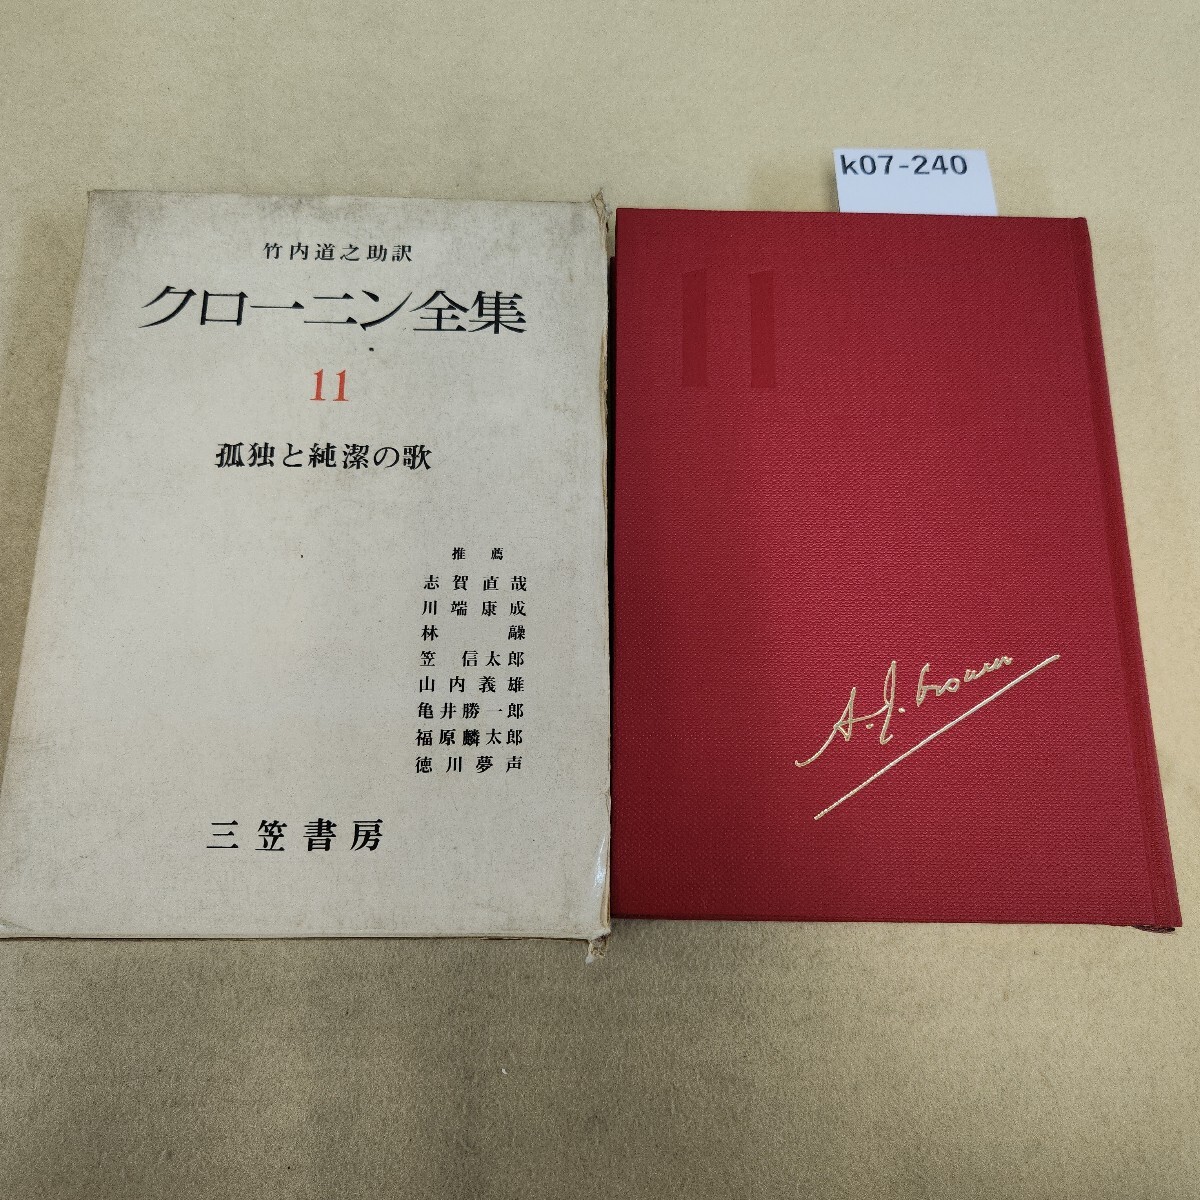 竹内道之助訳
クローニン全集
11
孤独と純潔の歌
推薦
志賀直哉
川端康成
林髞
笠信太郎
山内義雄
亀井勝一郎
福原麟太郎
徳川夢声
三笠書房
k07-240
11
A. J. Cronin